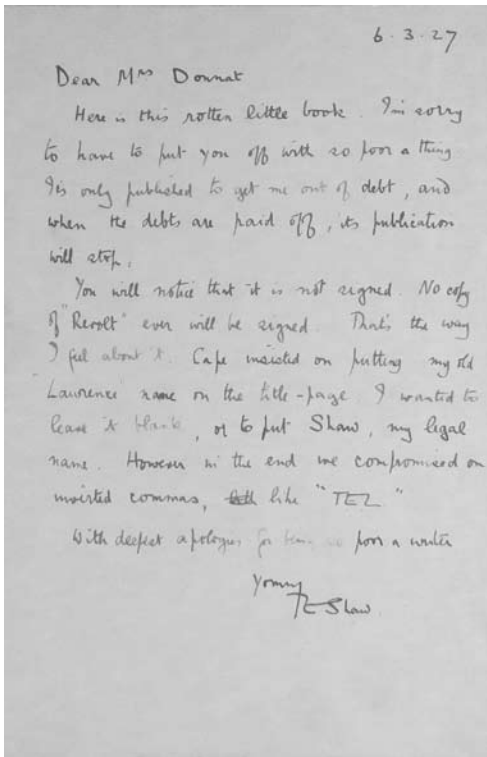 6.3.27
Dear Mrs Donnat
Here is this rotten little book. I'm sorry
to have to put you off with so poor a thing
It's only published to get me out of debt, and
when the debts are paid off, its publication
will stop.
You will notice that it is not signed. No copy
of "Revolt" ever will be signed. That's the way
I feel about it. Cape insisted on putting my old
Lawrence name on the title-page. I wanted to
leave it blank, or to put Shaw, my legal
name. However in the end we compromised on
inverted commas, like "TEL"
With deepest apologies for being so poor a writer
Yours
TE Shaw.